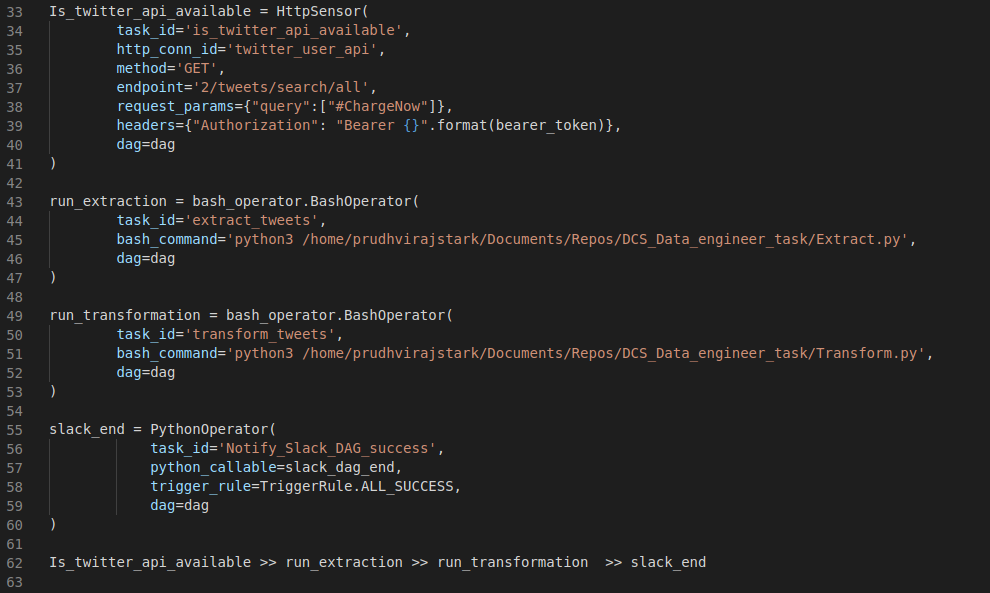 33 Is_twitter_api_available = HttpSensor(
34         task_id='is_twitter_api_available',
35         http_conn_id='twitter_user_api',
36         method='GET',
37         endpoint='2/tweets/search/all',
38         request_params={"query":["#ChargeNow"]},
39         headers={"Authorization": "Bearer {}".format(bearer_token)},
40         dag=dag
41 )
42
43 run_extraction = bash_operator.BashOperator(
44         task_id='extract_tweets',
45         bash_command='python3 /home/prudhvirajstark/Documents/Repos/DCS_Data_engineer_task/Extract.py',
46         dag=dag
47 )
48
49 run_transformation = bash_operator.BashOperator(
50         task_id='transform_tweets',
51         bash_command='python3 /home/prudhvirajstark/Documents/Repos/DCS_Data_engineer_task/Transform.py',
52         dag=dag
53 )
54
55 slack_end = PythonOperator(
56             task_id='Notify_Slack_DAG_success',
57             python_callable=slack_dag_end,
58             trigger_rule=TriggerRule.ALL_SUCCESS,
59             dag=dag
60 )
61
62 Is_twitter_api_available >> run_extraction >> run_transformation  >> slack_end
63